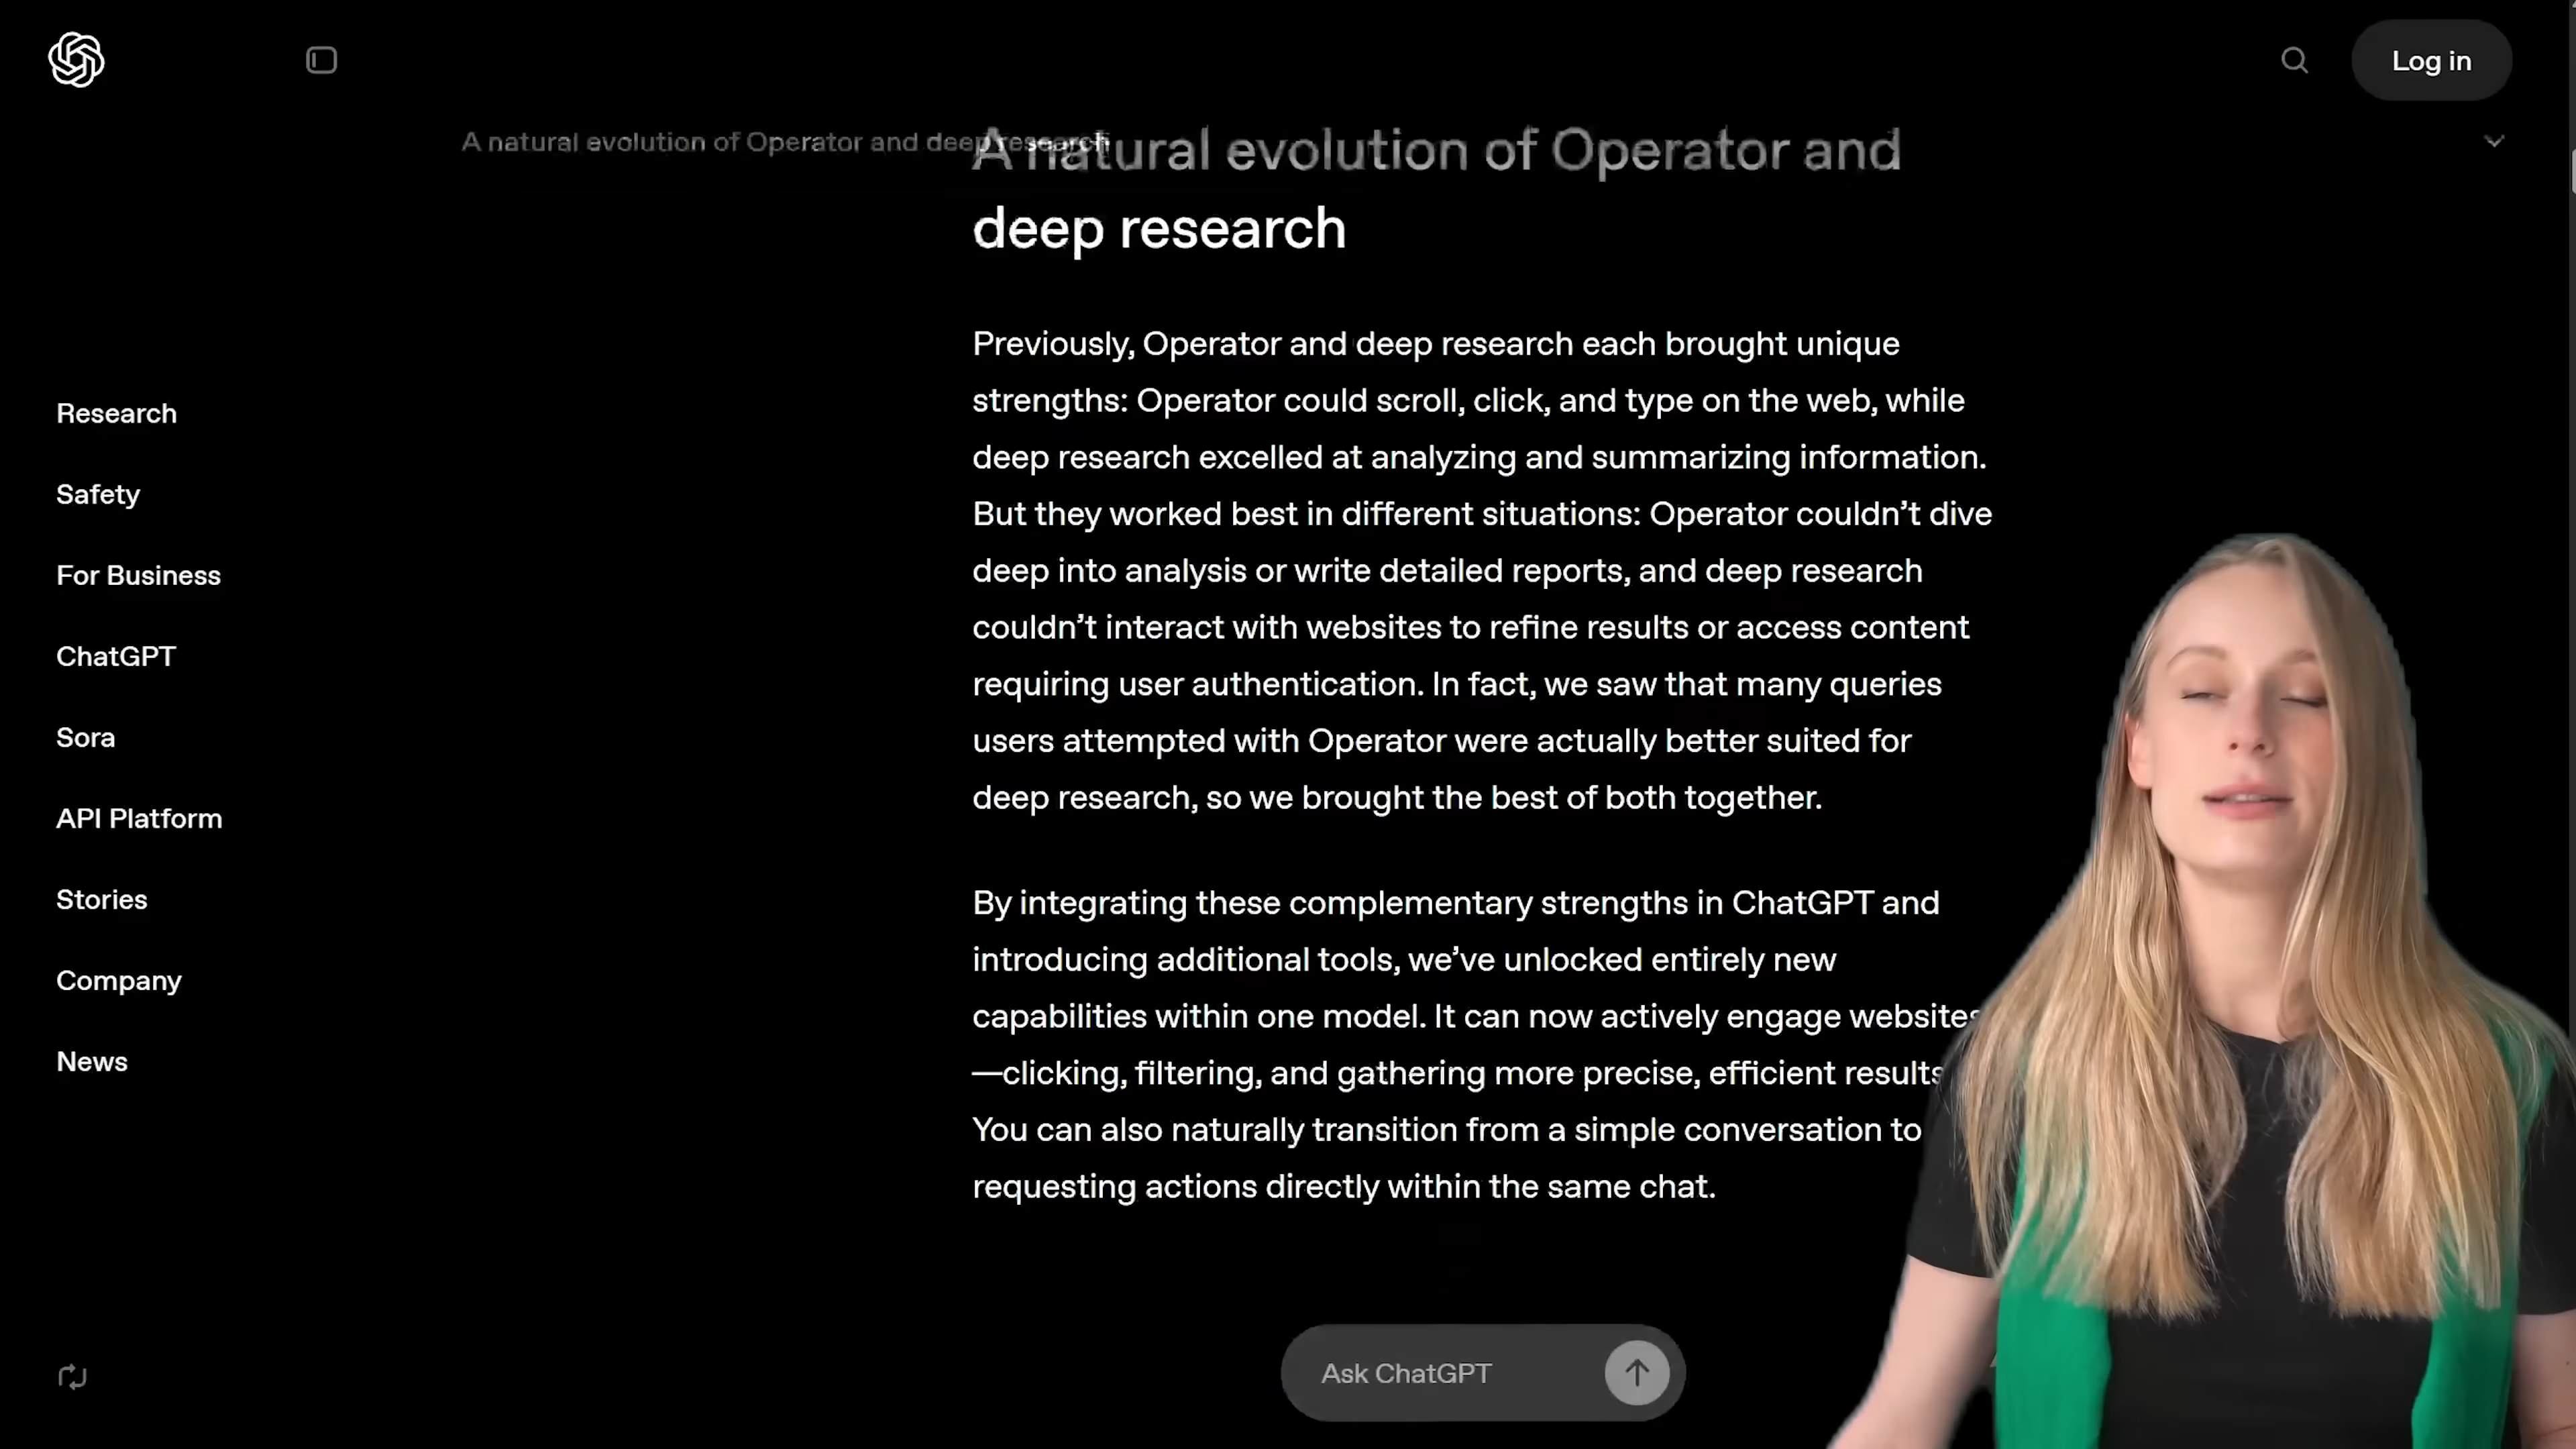 Log in
A natural evolution of Operator and deep research
A natural evolution of Operator and
deep research
Previously, Operator and deep research each brought unique
strengths: Operator could scroll, click, and type on the web, while
deep research excelled at analyzing and summarizing information.
But they worked best in different situations: Operator couldn’t dive
deep into analysis or write detailed reports, and deep research
couldn’t interact with websites to refine results or access content
requiring user authentication. In fact, we saw that many queries
users attempted with Operator were actually better suited for
deep research, so we brought the best of both together.
By integrating these complementary strengths in ChatGPT and
introducing additional tools, we’ve unlocked entirely new
capabilities within one model. It can now actively engage websites
—clicking, filtering, and gathering more precise, efficient results
You can also naturally transition from a simple conversation to
requesting actions directly within the same chat.
Research
Safety
For Business
ChatGPT
Sora
API Platform
Stories
Company
News
Ask ChatGPT